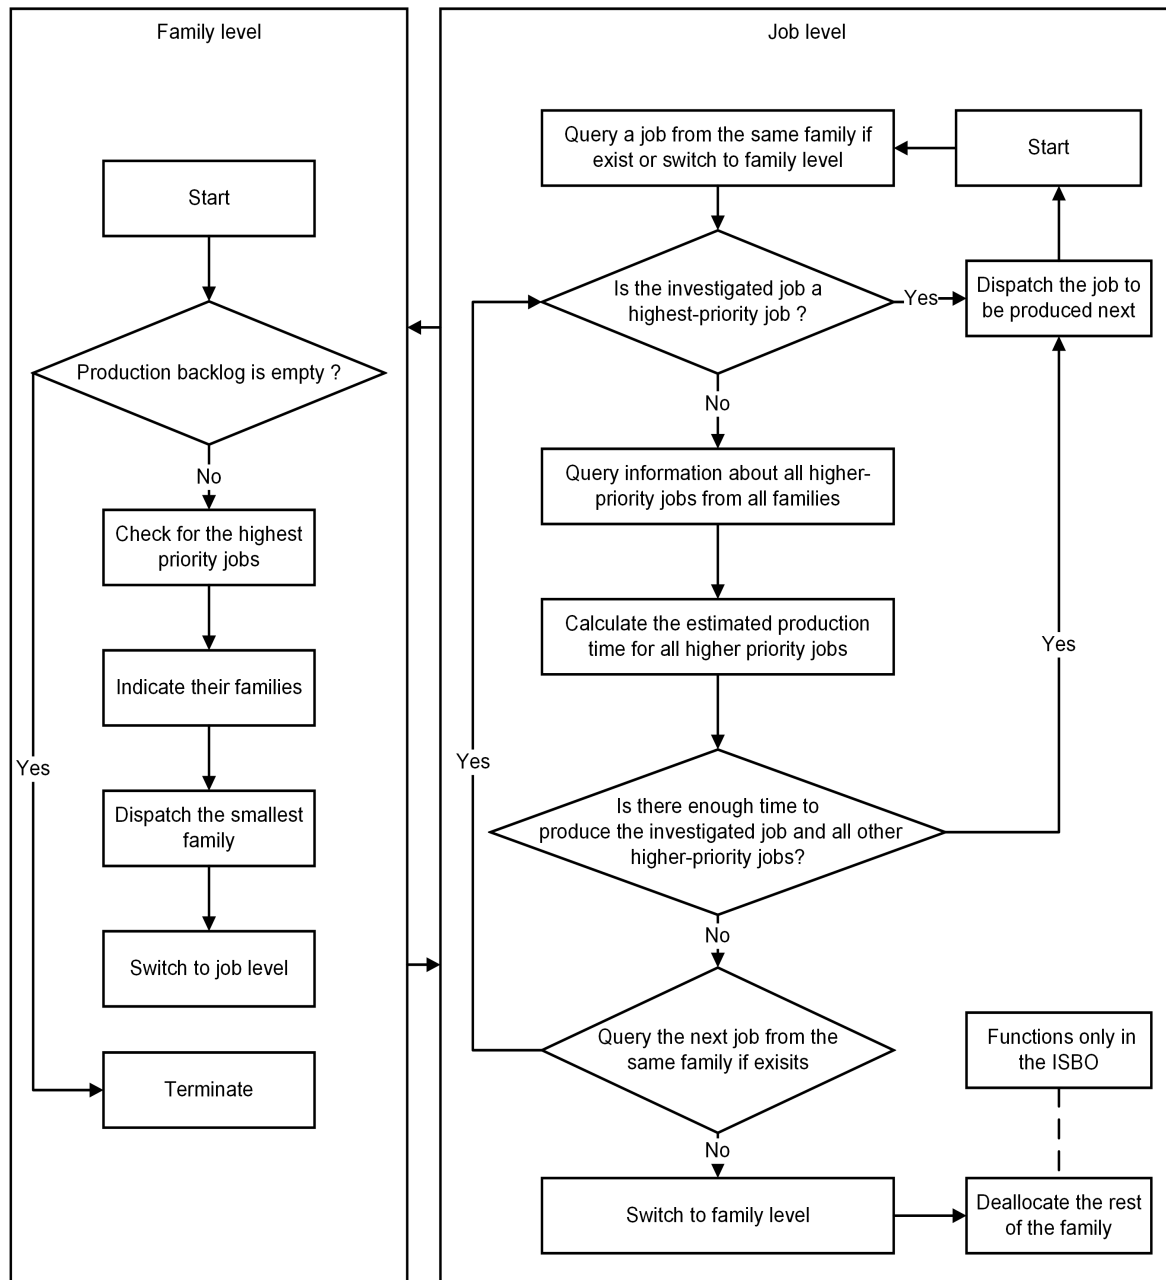 Family level
Start
Production backlog is empty ?
No
Check for the highest
priority jobs
Indicate their families
Dispatch the smallest
family
Switch to job level
Yes
Terminate
Job level
Query a job from the same family if
exist or switch to family level
Start
Is the investigated job a
highest-priority job ?
Yes
Dispatch the job to
be produced next
No
Query information about all higher-
priority jobs from all families
Calculate the estimated production
time for all higher priority jobs
Yes
Yes
Is there enough time to
produce the investigated job and all other
higher-priority jobs?
No
Query the next job from the
same family if exisits
No
Switch to family level
Functions only in
the ISBO
Deallocate the rest
of the family